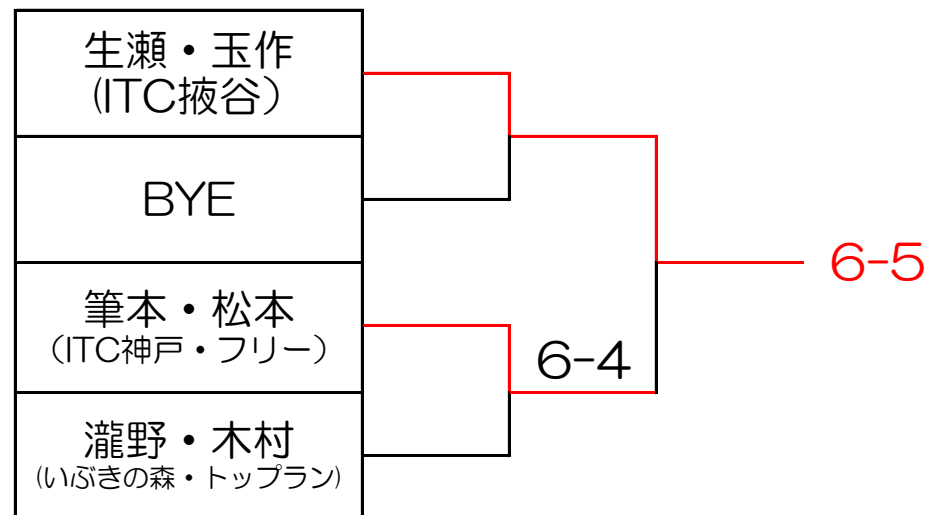 生瀬・玉作
(ITC掖谷）
BYE
筆本・松本
（ITC神戸・フリー）
瀧野・木村
(いぶきの森・トップラン)
6-4
6-5